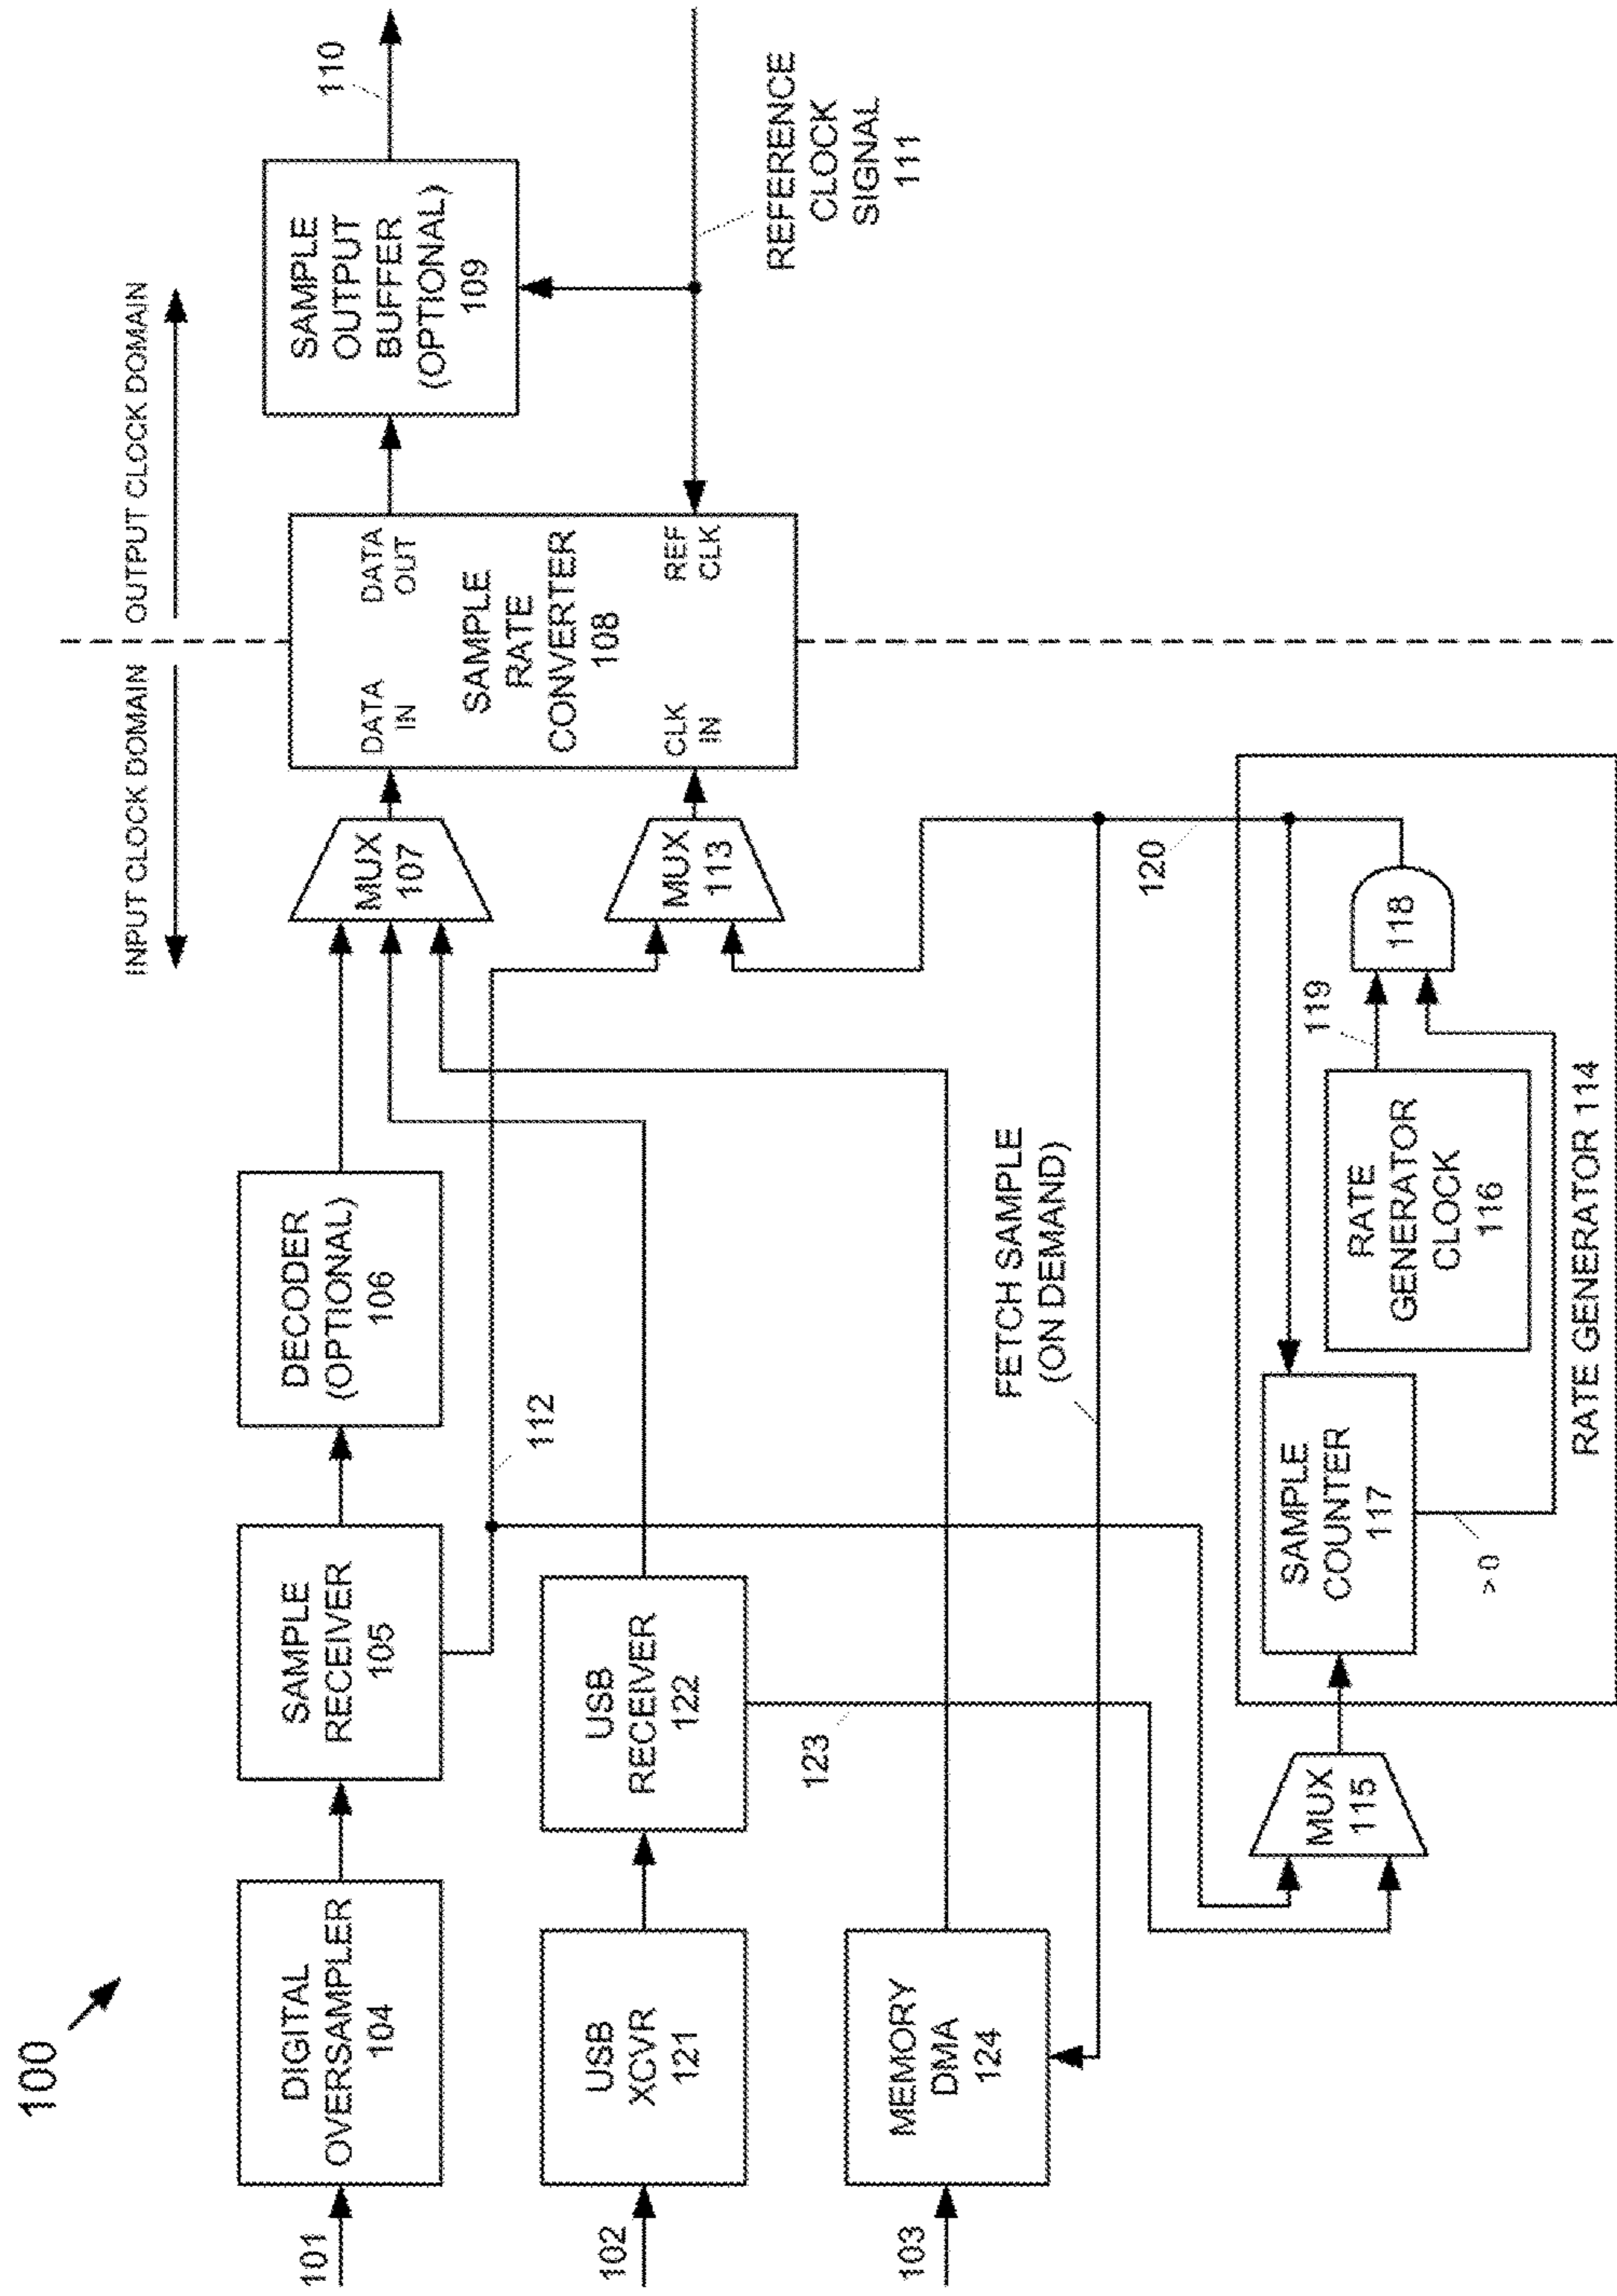 100
INPUT CLOCK DOMAIN
OUTPUT CLOCK DOMAIN
101
DIGITAL
OVERSAMPLER
104
SAMPLE
RECEIVER
105
DECODER
(OPTIONAL)
106
MUX
107
DATA
IN
DATA
OUT
SAMPLE
RATE
CONVERTER
108
CLK
IN
REF
CLK
SAMPLE
OUTPUT
BUFFER
(OPTIONAL)
109
110
REFERENCE
CLOCK
SIGNAL
111
112
MUX
113
102
USB
XCVR
121
USB
RECEIVER
122
123
103
MEMORY
DMA
124
FETCH SAMPLE
(ON DEMAND)
120
MUX
115
SAMPLE
COUNTER
117
> 0
RATE
GENERATOR
CLOCK
116
119
118
RATE GENERATOR 114